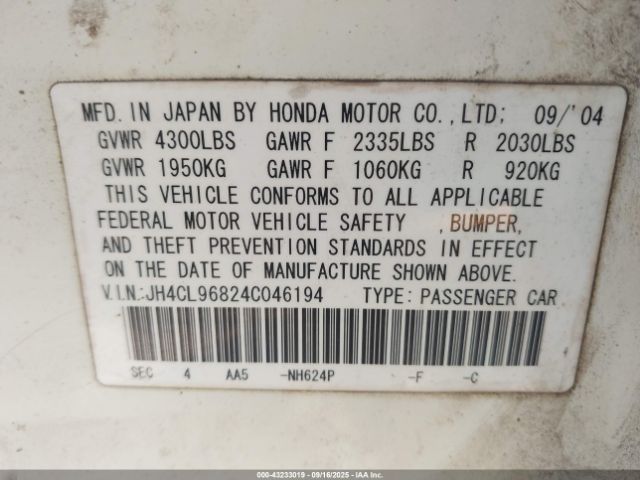 MFD. IN JAPAN BY HONDA MOTOR CO., LTD; 09/'04
GVWR 4300LBS GAWR F 2335LBS R 2030LBS
GVWR 1950KG GAWR F 1060KG R 920KG
THIS VEHICLE CONFORMS TO ALL APPLICABLE
FEDERAL MOTOR VEHICLE SAFETY , BUMPER,
AND THEFT PREVENTION STANDARDS IN EFFECT
ON THE DATE OF MANUFACTURE SHOWN ABOVE.
V.I.N.:JH4CL96824C046194 TYPE: PASSENGER CAR
SEC 4 AA5 -NH624P -F -C
000-43233019 - 09/16/2025 - IAAI Inc.